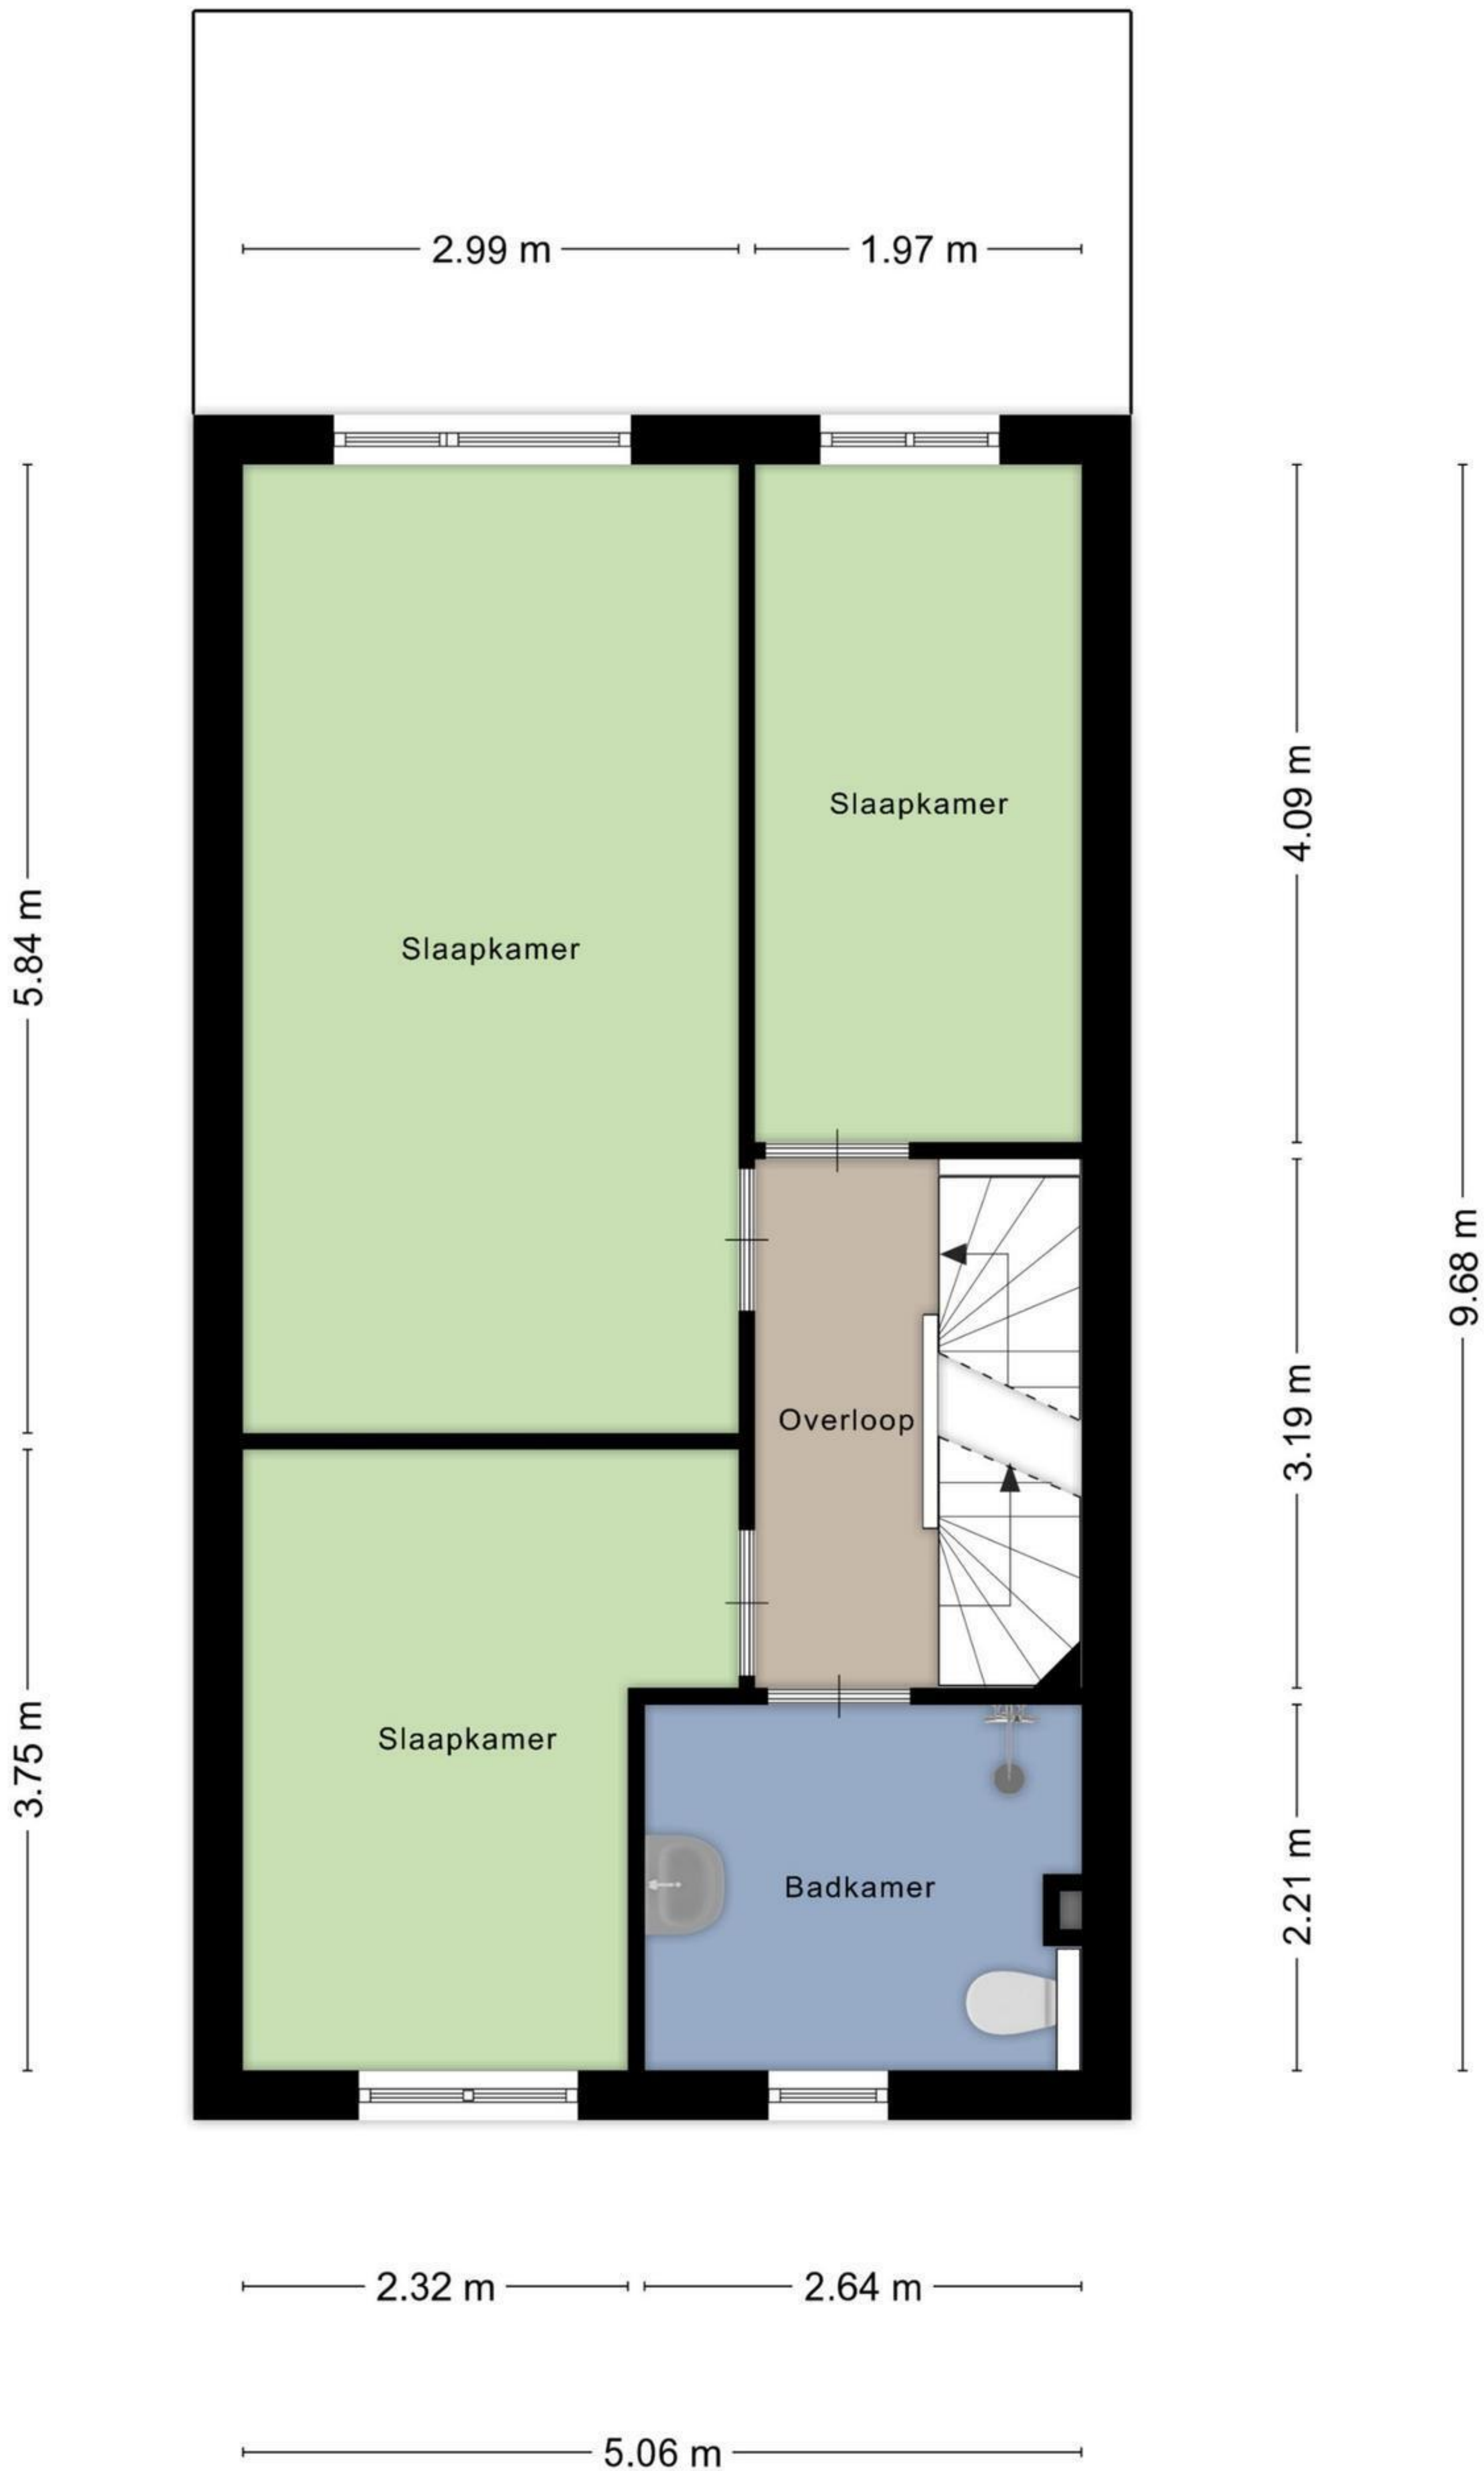 2.99 m
1.97 m
Slaapkamer
4.09 m
5.84 m
Slaapkamer
9.68 m
Overloop
3.19 m
Slaapkamer
3.75 m
Badkamer
2.21 m
2.32 m
2.64 m
5.06 m